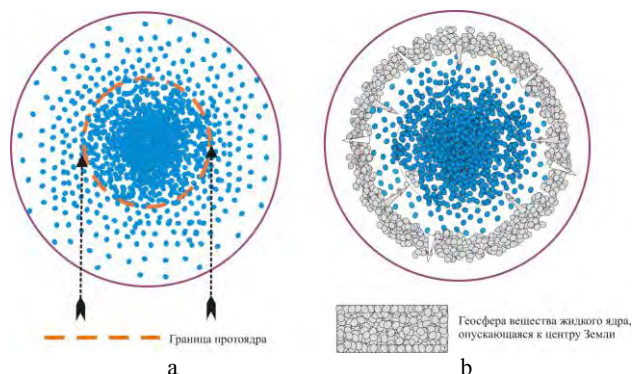 a
b
Граница протоядра
Геосфера вещества жидкого ядра,
опускающаяся к центру Земли
a
b